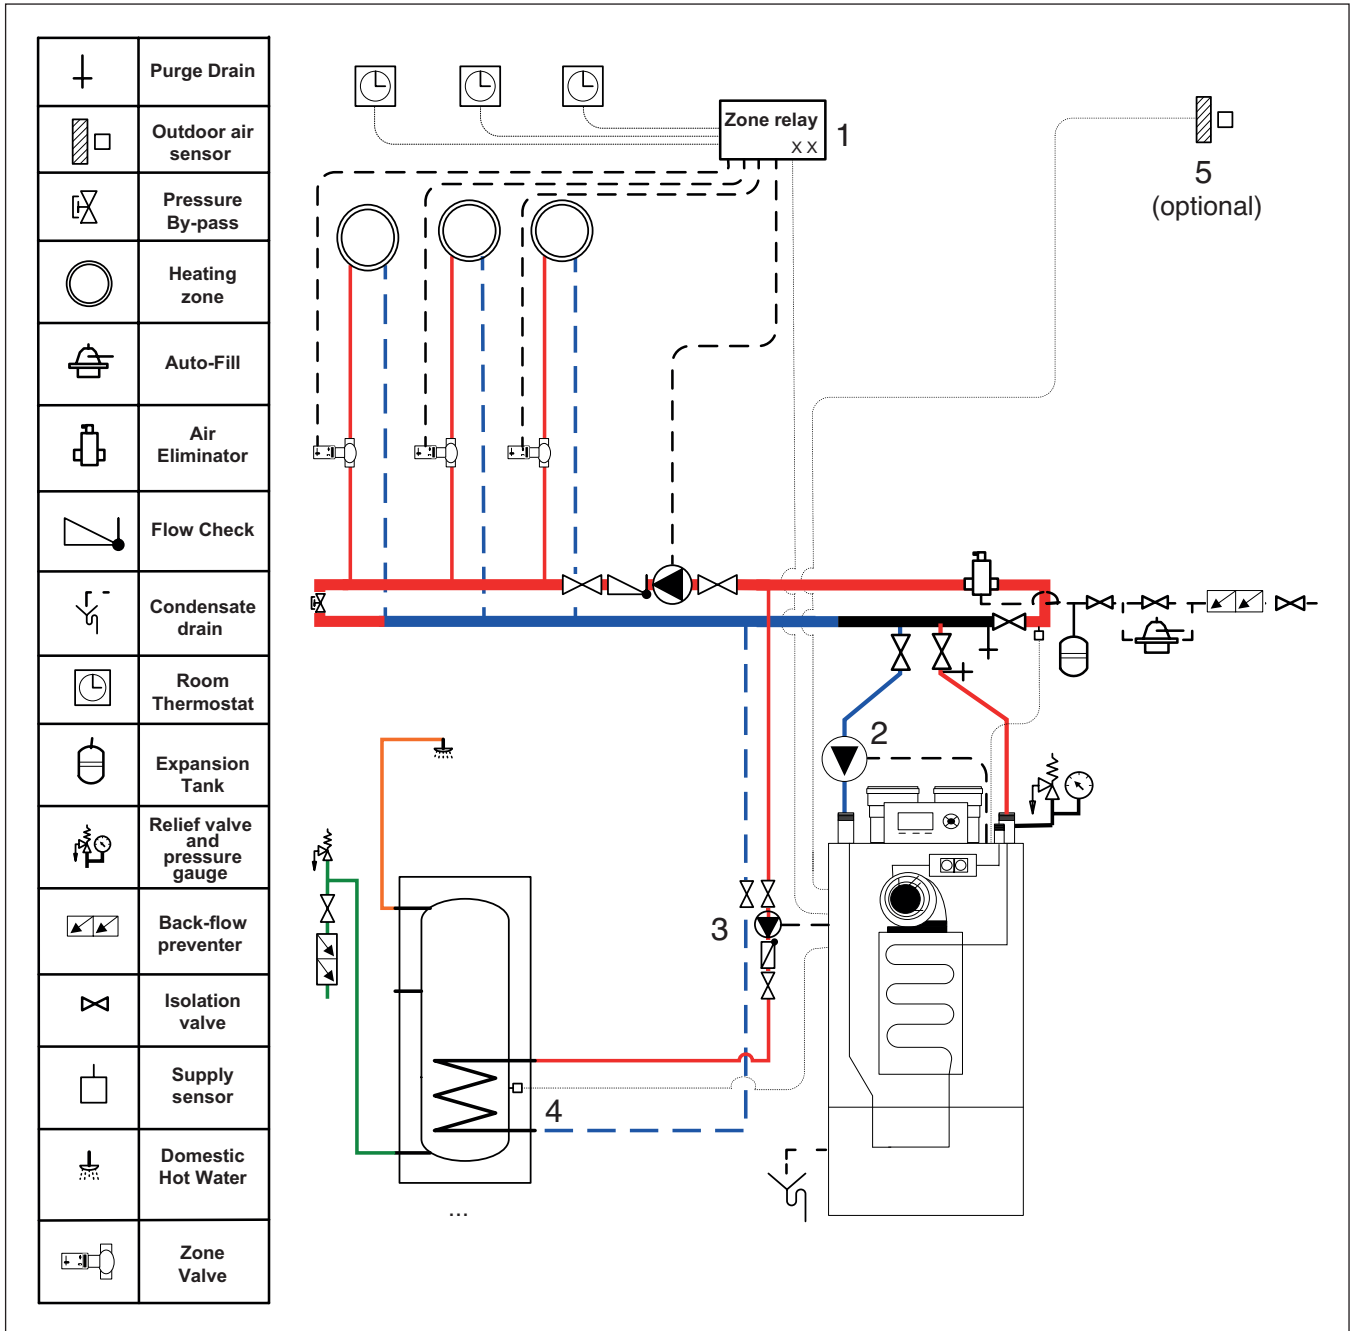 Purge Drain
Outdoor air
sensor
Pressure
By-pass
Heating
zone
Auto-Fill
Air
Eliminator
Flow Check
Condensate
drain
Room
Thermostat
Expansion
Tank
Relief valve
and
pressure
gauge
Back-flow
preventer
Isolation
valve
Supply
sensor
Domestic
Hot Water
Zone
Valve
Zone relay
X X
1
5
(optional)
2
3
4
...